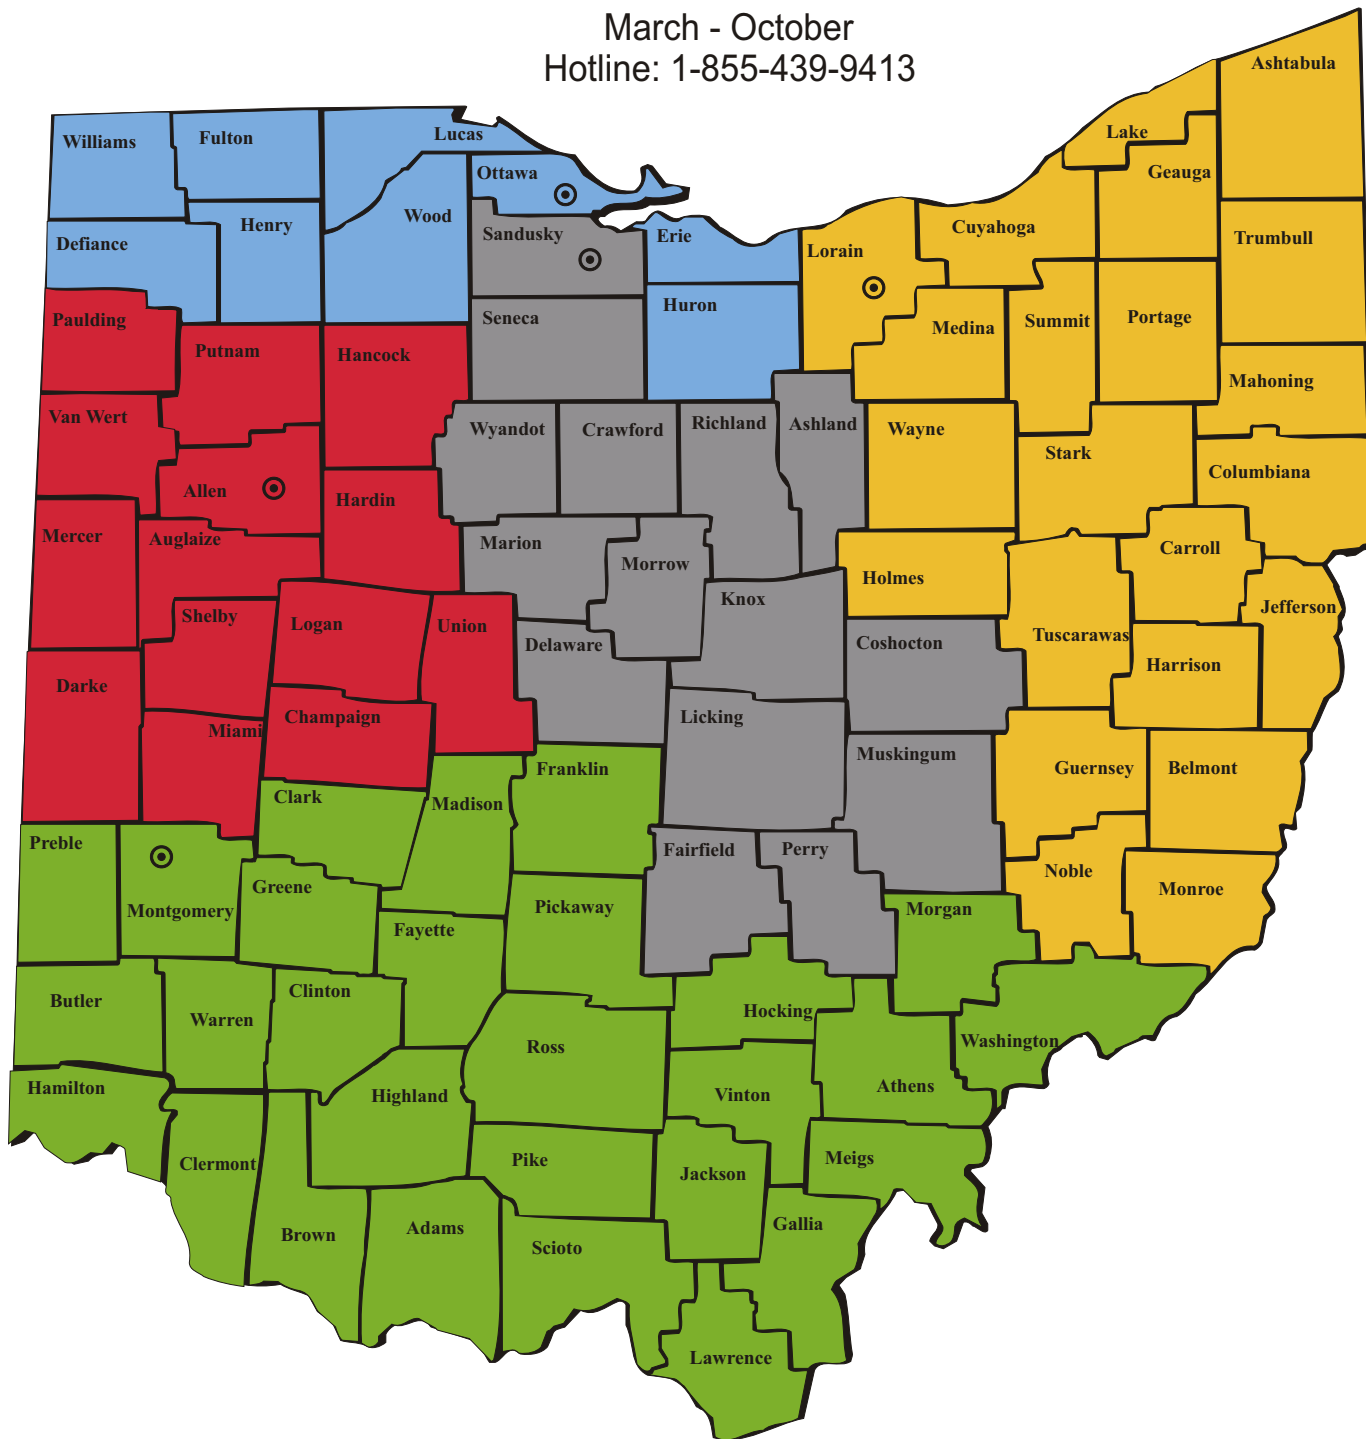 March - October
Hotline: 1-855-439-9413
Ashtabula
Lake
Williams
Fulton
Lucas
Geauga
Ottawa
Wood
Henry
Cuyahoga
Sandusky
Erie
Trumbull
Defiance
Lorain
Huron
Paulding
Seneca
Medina
Summit
Portage
Putnam
Hancock
Mahoning
Van Wert
Wyandot
Crawford
Richland
Ashland
Wayne
Stark
Columbiana
Allen
Hardin
Mercer
Auglaize
Marion
Morrow
Carroll
Holmes
Knox
Jefferson
Shelby
Logan
Union
Delaware
Coshocton
Tuscarawas
Harrison
Darke
Champaign
Licking
Miami
Muskingum
Franklin
Guernsey
Belmont
Clark
Madison
Preble
Fairfield
Perry
Noble
Greene
Monroe
Montgomery
Pickaway
Morgan
Fayette
Clinton
Butler
Hocking
Warren
Ross
Washington
Hamilton
Highland
Vinton
Athens
Clermont
Pike
Jackson
Meigs
Brown
Adams
Gallia
Scioto
Lawrence